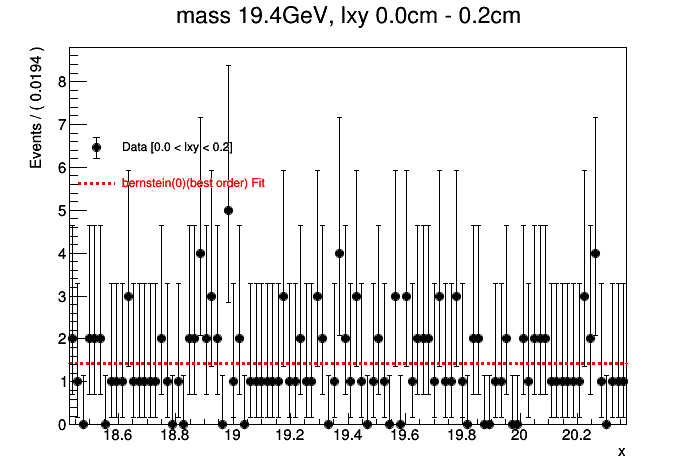 mass 19.4GeV, lxy 0.0cm - 0.2cm
Events / ( 0.0194 )
8
7
6
5
4
3
2
1
0
Data [0.0 < lxy < 0.2]
bernstein(0)(best order) Fit
18.6 18.8 19 19.2 19.4 19.6 19.8 20 20.2
x